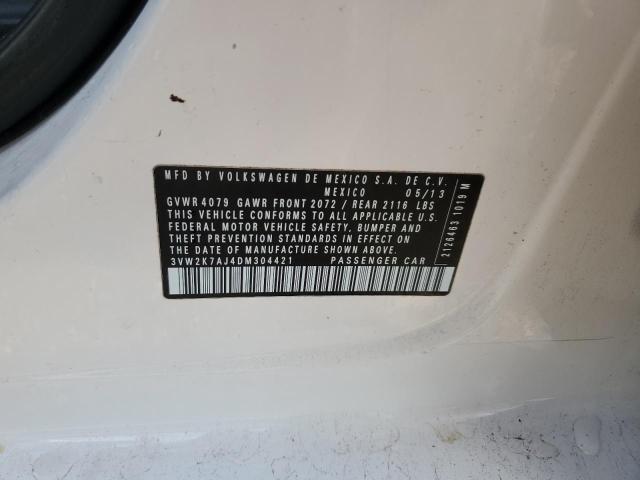 MFD BY VOLKSWAGEN DE MEXICO S.A. DE C.V.
MEXICO 05/13
GVWR 4079 GAWR FRONT 2072 / REAR 2116 LBS
THIS VEHICLE CONFORMS TO ALL APPLICABLE U.S.
FEDERAL MOTOR VEHICLE SAFETY, BUMPER AND
THEFT PREVENTION STANDARDS IN EFFECT ON
THE DATE OF MANUFACTURE SHOWN ABOVE.
3VW2K7AJ4DM304421 PASSENGER CAR
2126463 1019 M